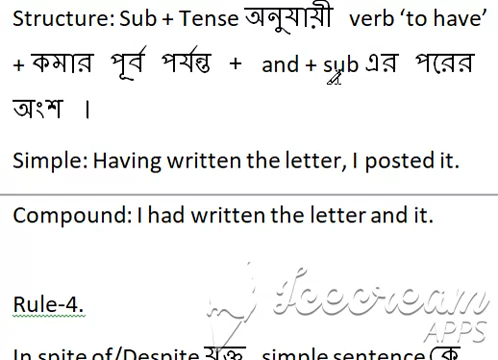 Structure: Sub + Tense অনুযায়ী verb ‘to have’
+ কমার পূর্ব পর্যন্ত + and + sub এর পরের
অংশ ।
Simple: Having written the letter, I posted it.
Compound: I had written the letter and it.
Rule-4.
Icecream
APPS
In spite of/Despite যুক্ত simple sentence কে